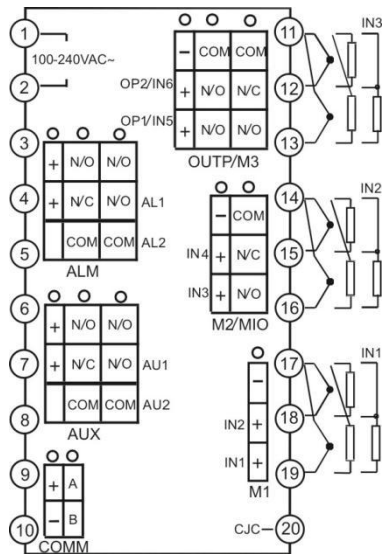 1
100-240VAC~
2
3
+ N/O N/O
4
+ N/C N/O AL1
COM COM AL2
5
ALM
6
+ N/O N/O
7
+ N/C N/O AU1
COM COM AU2
8
AUX
9
+ A
− B
10
COMM
− COM COM
OP2/IN6 + N/O N/C
OP1/IN5 + N/O N/O
OUTP/M3
− COM
IN4 + N/C
IN3 + N/O
M2/MIO
−
IN2 +
IN1 +
M1
CJC
11
IN3
12
13
14
IN2
15
16
17
IN1
18
19
20